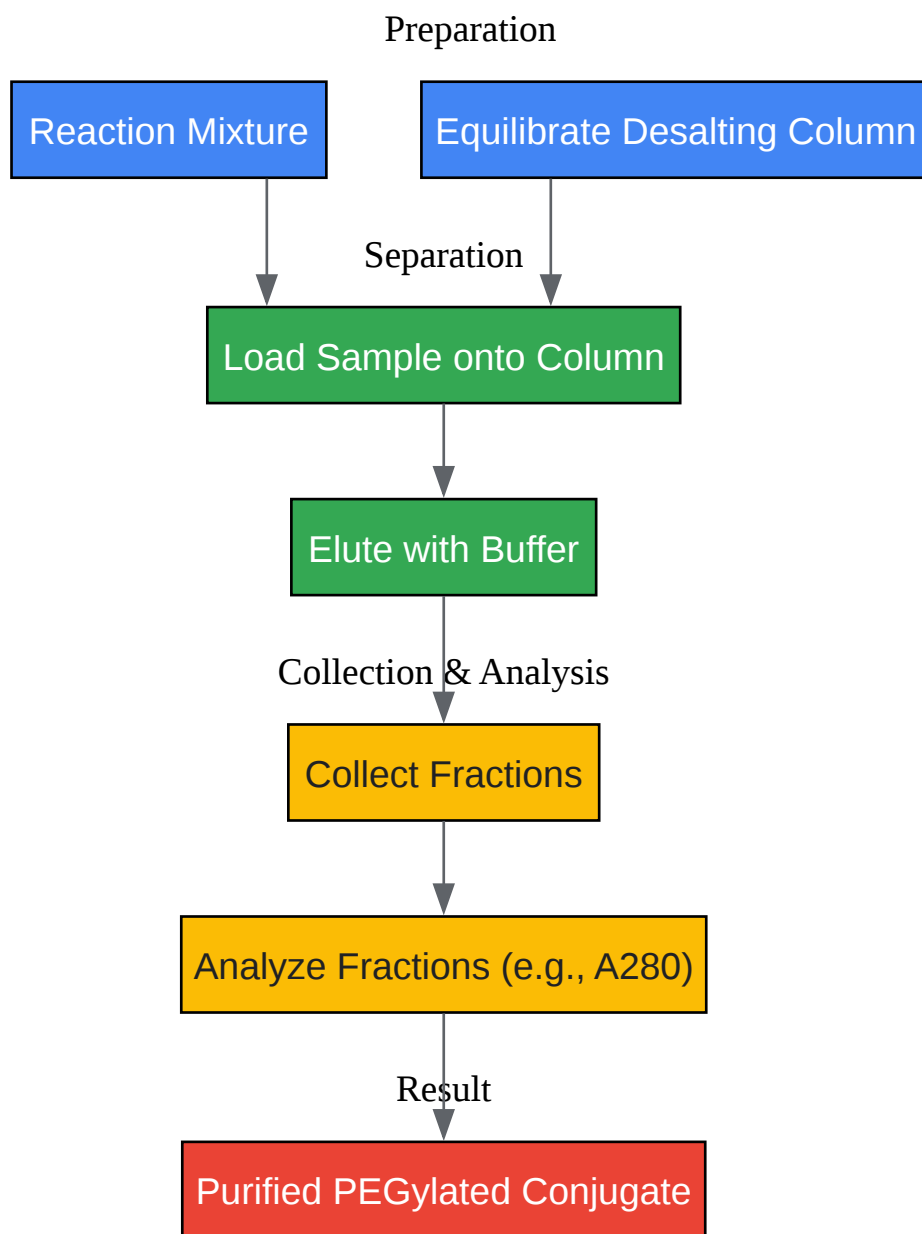 Preparation
Reaction Mixture
Equilibrate Desalting Column
Separation
Load Sample onto Column
Elute with Buffer
Collection & Analysis
Collect Fractions
Analyze Fractions (e.g., A280)
Result
Purified PEGylated Conjugate